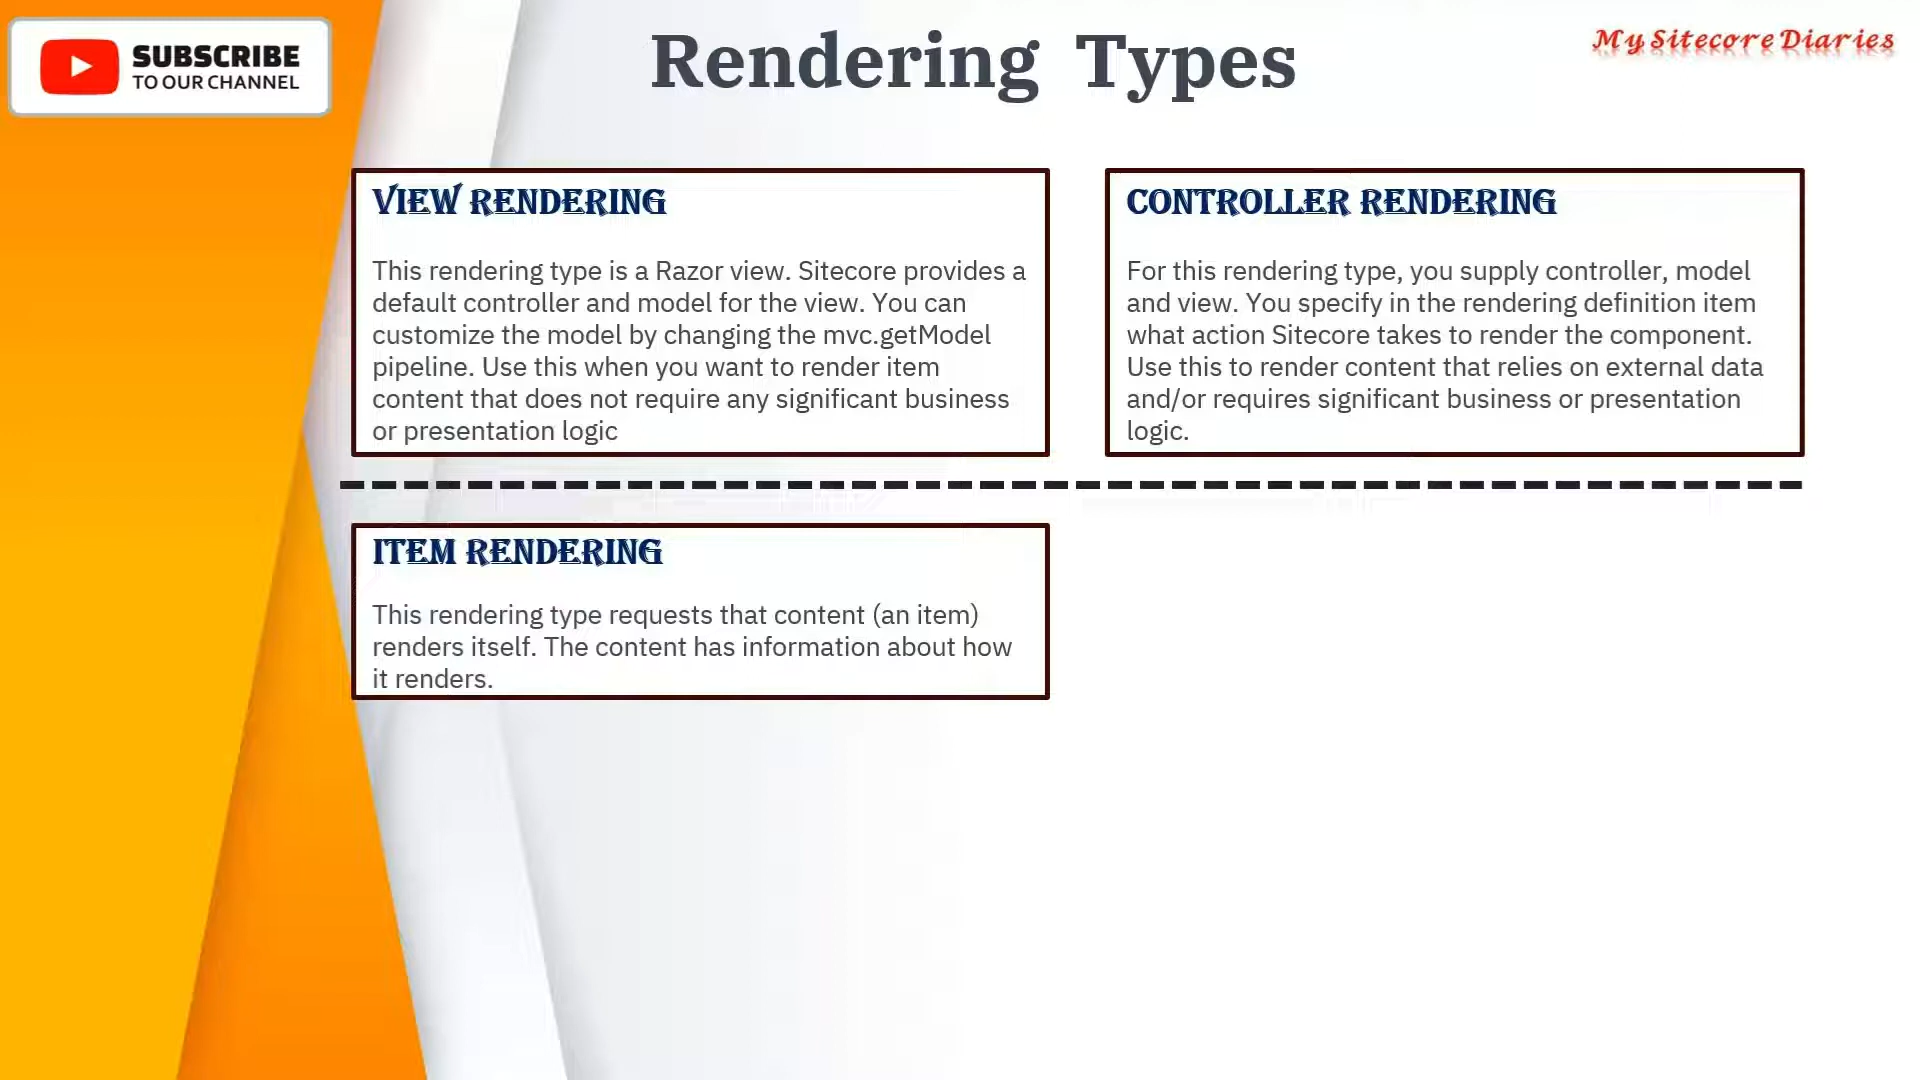 SUBSCRIBE
TO OUR CHANNEL
Rendering Types
My Sitecore Diaries
VIEW RENDERING
This rendering type is a Razor view. Sitecore provides a
default controller and model for the view. You can
customize the model by changing the mvc.getModel
pipeline. Use this when you want to render item
content that does not require any significant business
or presentation logic
CONTROLLER RENDERING
For this rendering type, you supply controller, model
and view. You specify in the rendering definition item
what action Sitecore takes to render the component.
Use this to render content that relies on external data
and/or requires significant business or presentation
logic.
ITEM RENDERING
This rendering type requests that content (an item)
renders itself. The content has information about how
it renders.